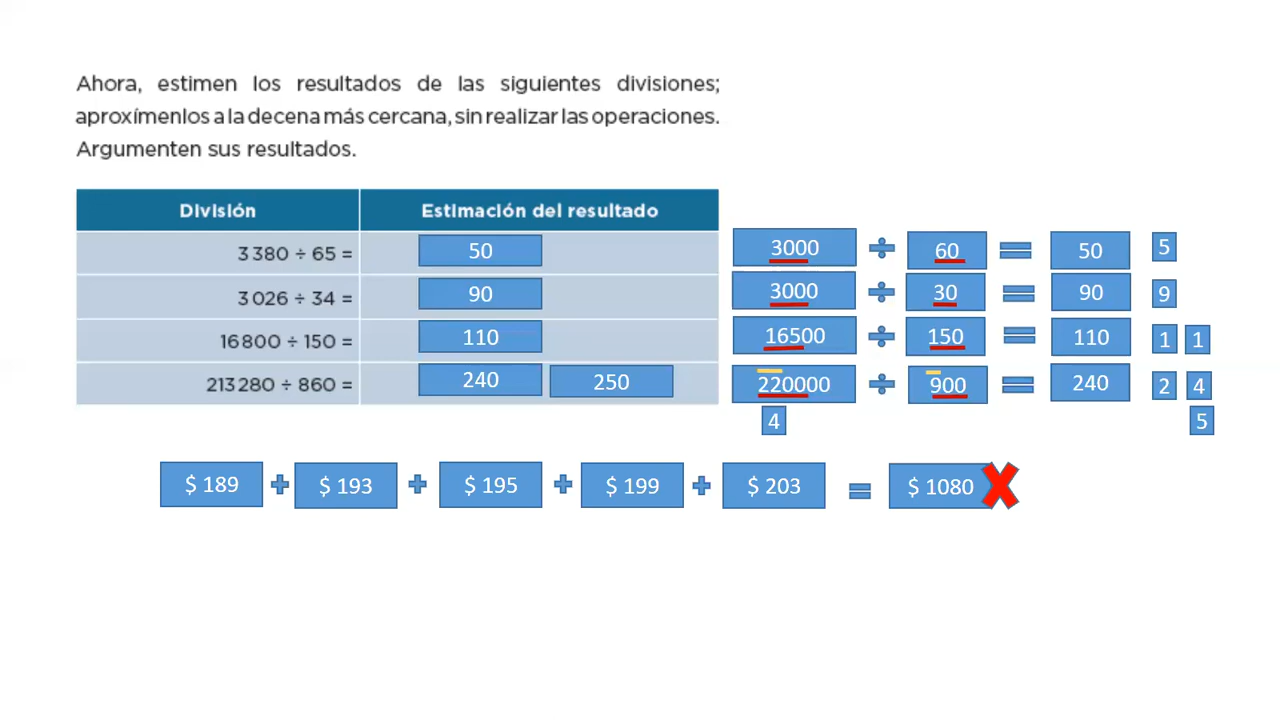 Ahora, estimen los resultados de las siguientes divisiones;
aproxímenlos a la decena más cercana, sin realizar las operaciones.
Argumenten sus resultados.
División Estimación del resultado
3 380 ÷ 65 = 50 3000 ÷ 60 = 50 5
3 026 ÷ 34 = 90 3000 ÷ 30 = 90 9
16 800 ÷ 150 = 110 16500 ÷ 150 = 110 1 1
213 280 ÷ 860 = 240 250 220000 ÷ 900 = 240 2 4
4 5
$ 189 + $ 193 + $ 195 + $ 199 + $ 203 = $ 1080